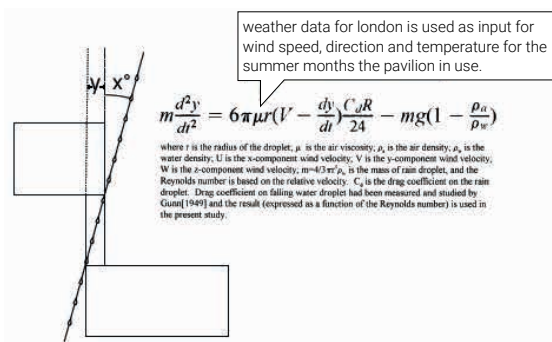 weather data for london is used as input for
wind speed, direction and temperature for the
summer months the pavilion in use.
Y X°
m d²y/dt² = 6πμr(V − dy/dt) C_dR/24 − mg(1 − ρ_a/ρ_w)
where r is the radius of the droplet; μ is the air viscosity; ρₐ is the air density; ρ_w is the
water density; U is the x-component wind velocity; V is the y-component wind velocity;
W is the z-component wind velocity; m=4/3 πr³ρ_w is the mass of rain droplet, and the
Reynolds number is based on the relative velocity. C_d is the drag coefficient on the rain
droplet. Drag coefficient on falling water droplet had been measured and studied by
Gunn[1949] and the result (expressed as a function of the Reynolds number) is used in
the present study.